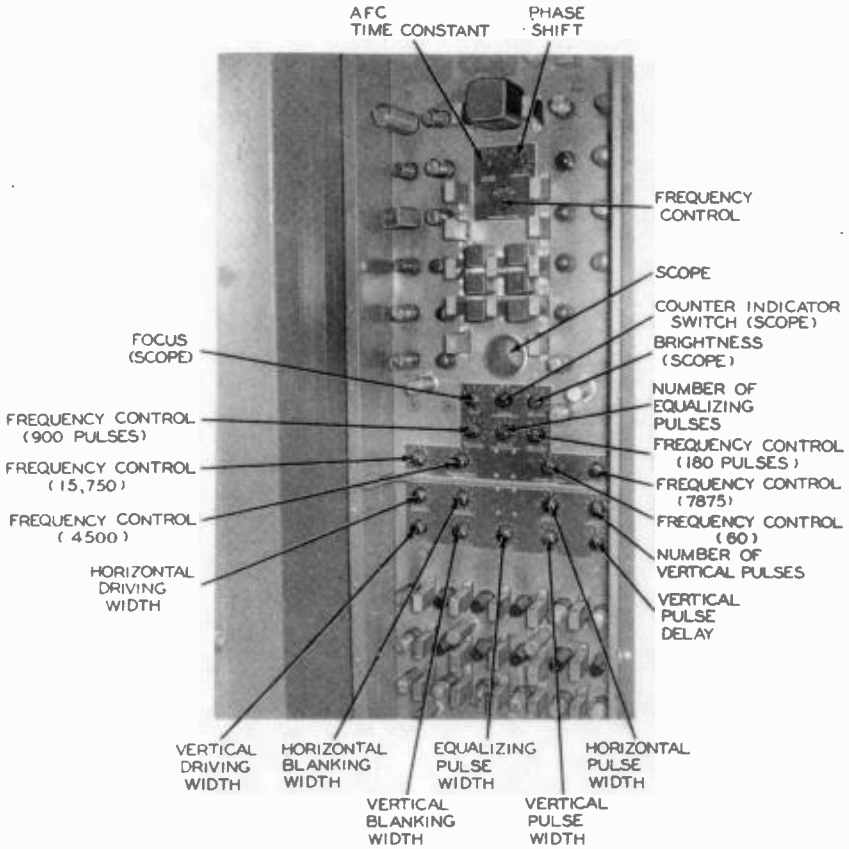 AFC
TIME CONSTANT
PHASE
SHIFT
FREQUENCY
CONTROL
SCOPE
COUNTER INDICATOR
SWITCH (SCOPE)
FOCUS
(SCOPE)
BRIGHTNESS
(SCOPE)
NUMBER OF
EQUALIZING
PULSES
FREQUENCY CONTROL
(900 PULSES)
FREQUENCY CONTROL
(180 PULSES)
FREQUENCY CONTROL
(15,750)
FREQUENCY CONTROL
(7875)
FREQUENCY CONTROL
(4500)
FREQUENCY CONTROL
(60)
NUMBER OF
VERTICAL PULSES
HORIZONTAL
DRIVING
WIDTH
VERTICAL
PULSE
DELAY
VERTICAL
DRIVING
WIDTH
HORIZONTAL
BLANKING
WIDTH
EQUALIZING
PULSE WIDTH
HORIZONTAL
PULSE
WIDTH
VERTICAL
BLANKING
WIDTH
VERTICAL
PULSE
WIDTH